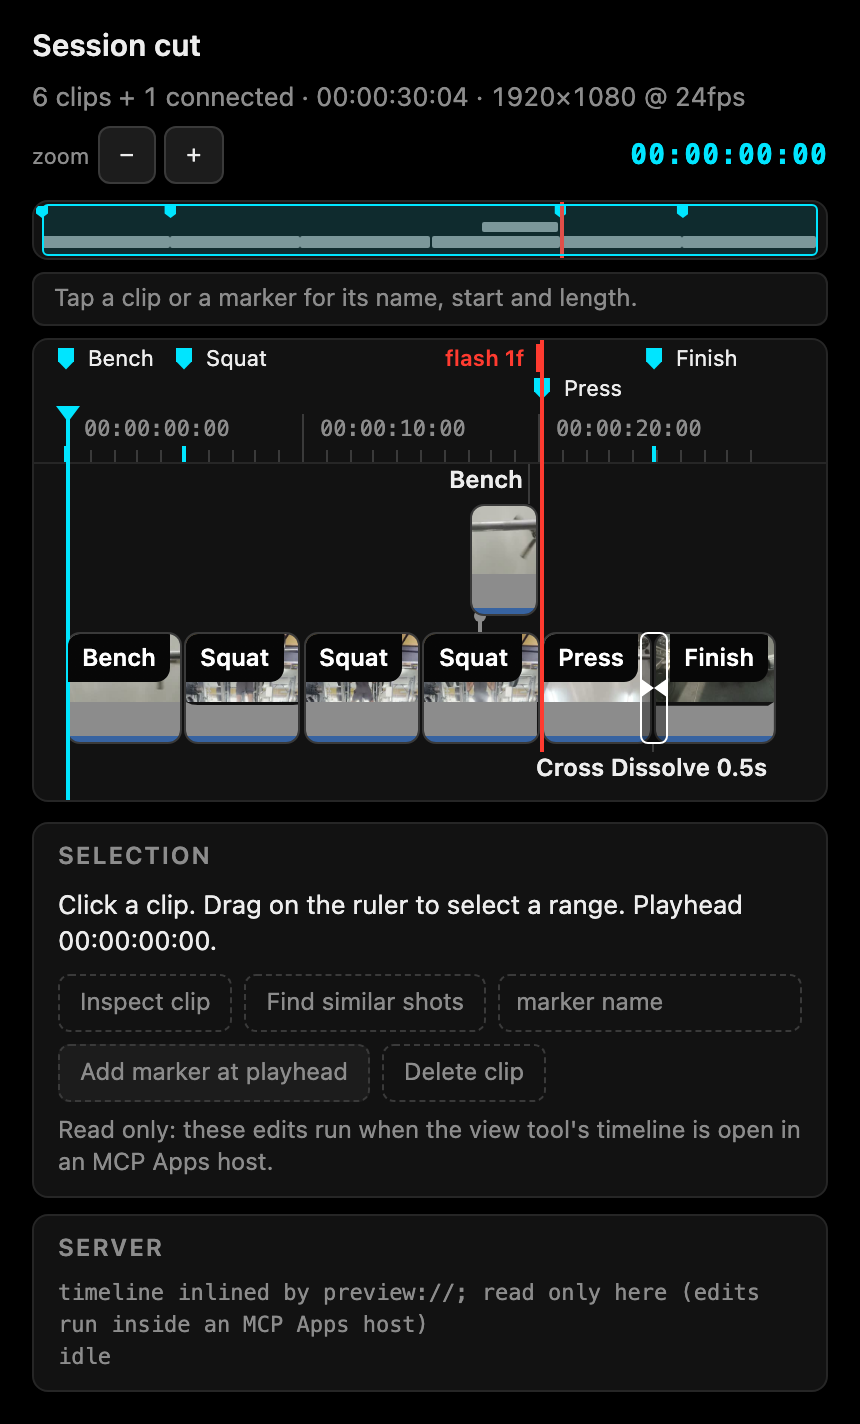 Session cut
6 clips + 1 connected · 00:00:30:04 · 1920×1080 @ 24fps
zoom − + 00:00:00:00
Tap a clip or a marker for its name, start and length.
Bench Squat flash 1f Finish
Press
00:00:00:00 00:00:10:00 00:00:20:00
Bench
Bench Squat Squat Squat Press Finish
Cross Dissolve 0.5s
SELECTION
Click a clip. Drag on the ruler to select a range. Playhead
00:00:00:00.
Inspect clip Find similar shots marker name
Add marker at playhead Delete clip
Read only: these edits run when the view tool's timeline is open in
an MCP Apps host.
SERVER
timeline inlined by preview://; read only here (edits
run inside an MCP Apps host)
idle